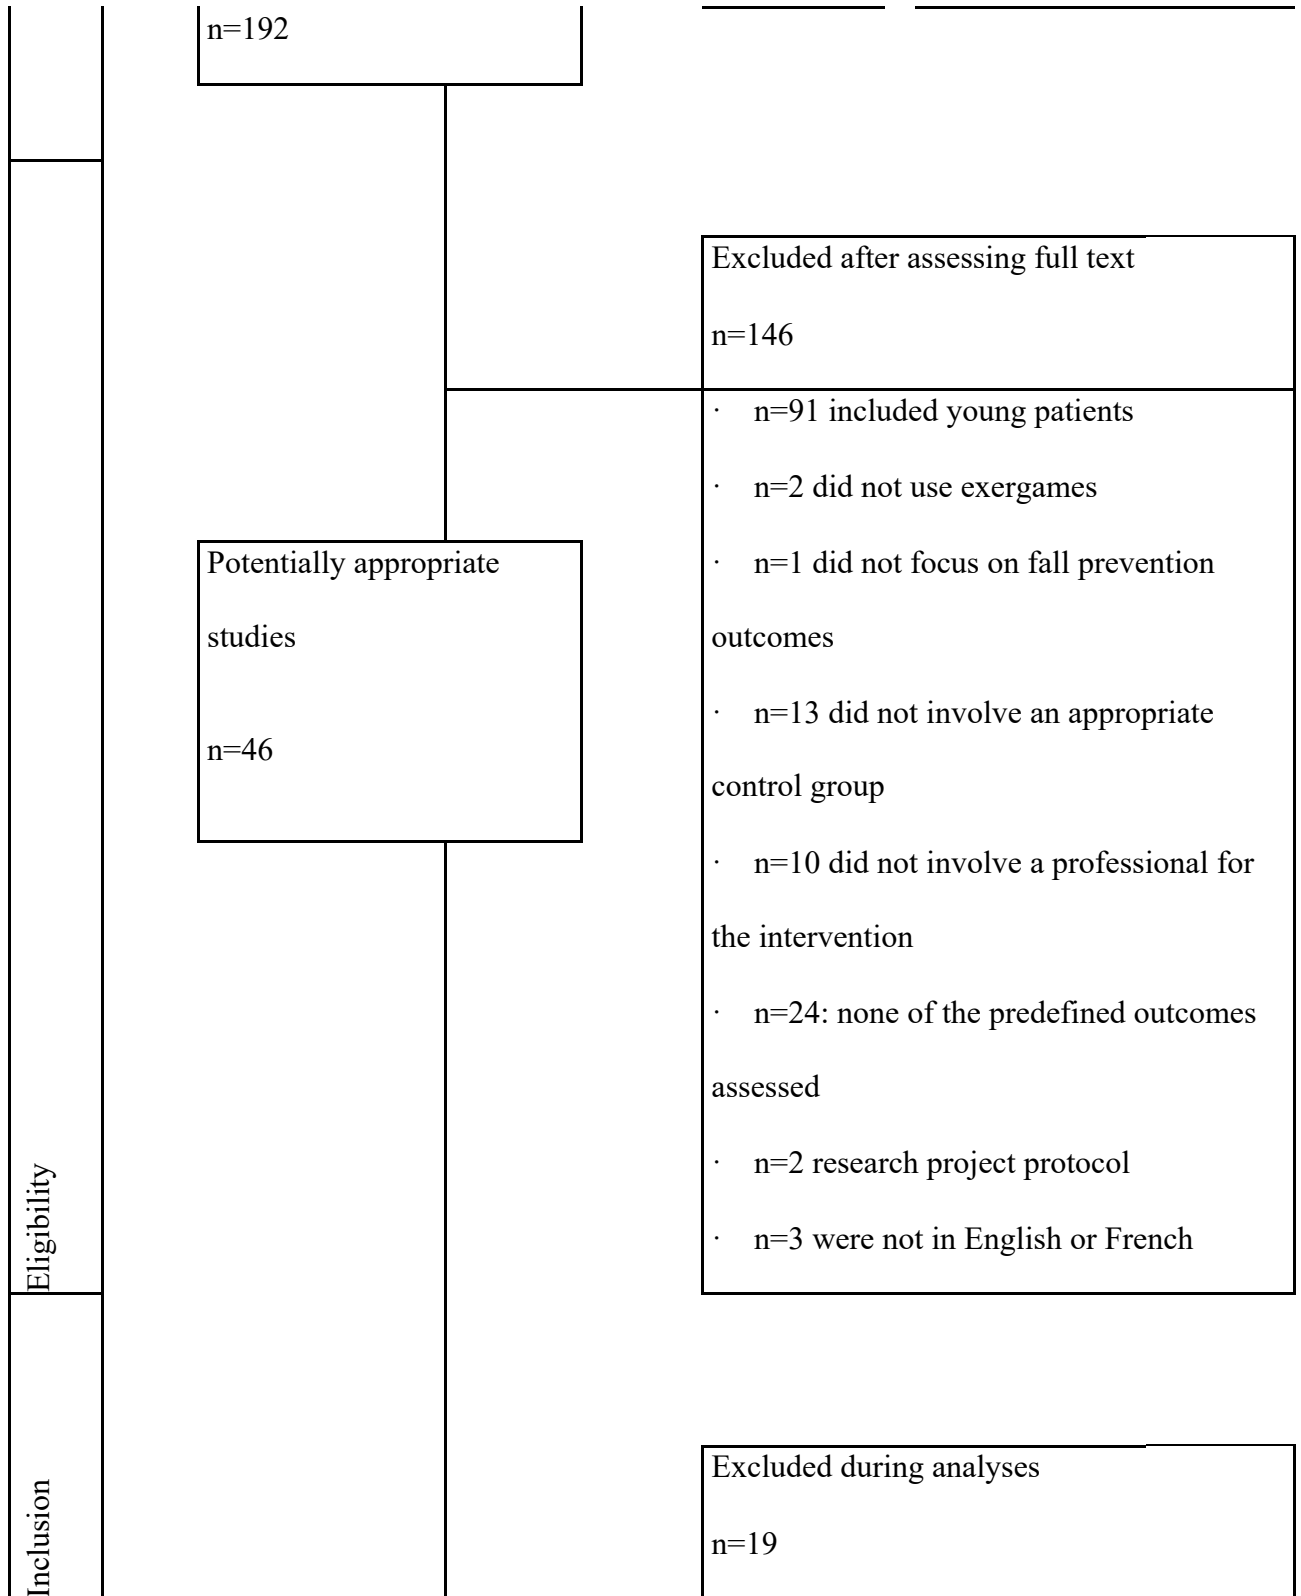 n=192
Excluded after assessing full text
n=146
· n=91 included young patients
· n=2 did not use exergames
· n=1 did not focus on fall prevention
outcomes
· n=13 did not involve an appropriate
control group
· n=10 did not involve a professional for
the intervention
· n=24: none of the predefined outcomes
assessed
· n=2 research project protocol
· n=3 were not in English or French
Potentially appropriate
studies
n=46
Eligibility
Excluded during analyses
n=19
Inclusion